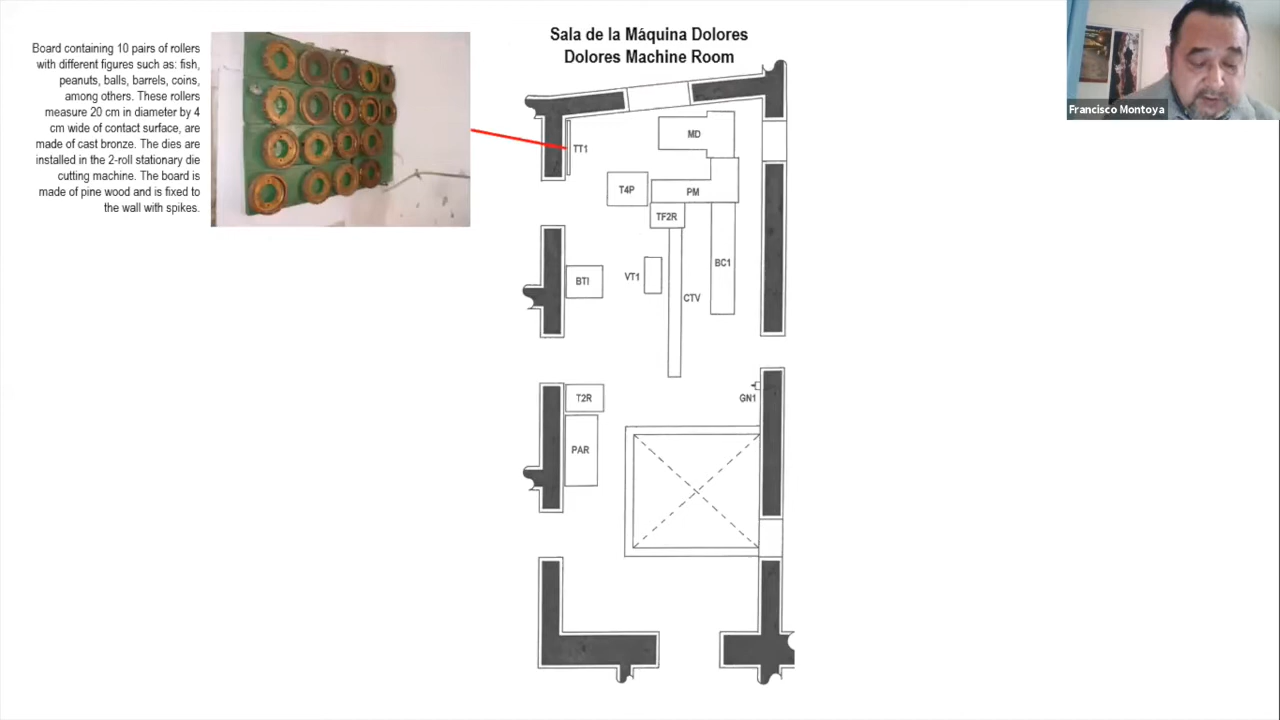 Board containing 10 pairs of rollers
with different figures such as: fish,
peanuts, balls, barrels, coins,
among others. These rollers
measure 20 cm in diameter by 4
cm wide of contact surface, are
made of cast bronze. The dies are
installed in the 2-roll stationary die
cutting machine. The board is
made of pine wood and is fixed to
the wall with spikes.
Sala de la Máquina Dolores
Dolores Machine Room
Francisco Montoya
MD
TT1
T4P
PM
TF2R
BTI
VT1
BC1
CTV
T2R
GN1
PAR